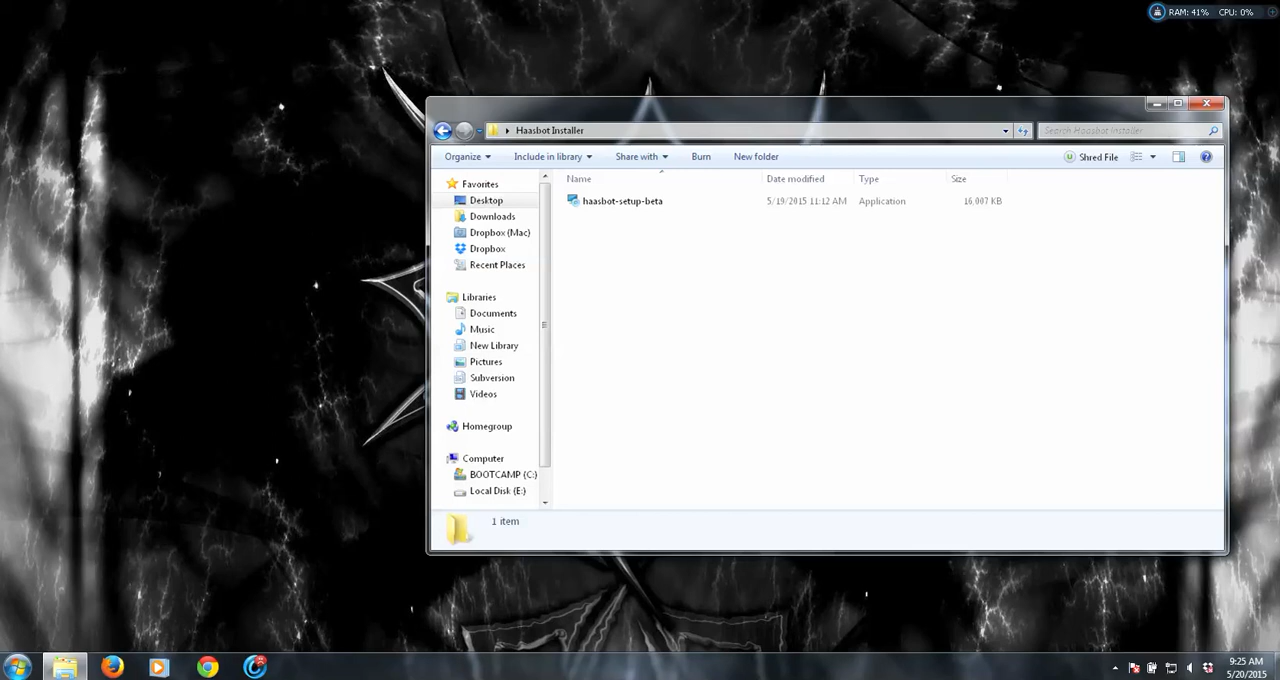 RAM: 41% CPU: 0%
Haasbot Installer
Search Haasbot Installer
Organize Include in library Share with Burn New folder Shred File
Name Date modified Type Size
haasbot-setup-beta 5/19/2015 11:12 AM Application 16,007 KB
Favorites
Desktop
Downloads
Dropbox (Mac)
Dropbox
Recent Places
Libraries
Documents
Music
New Library
Pictures
Subversion
Videos
Homegroup
Computer
BOOTCAMP (C:)
Local Disk (E:)
1 item
9:25 AM
5/20/2015